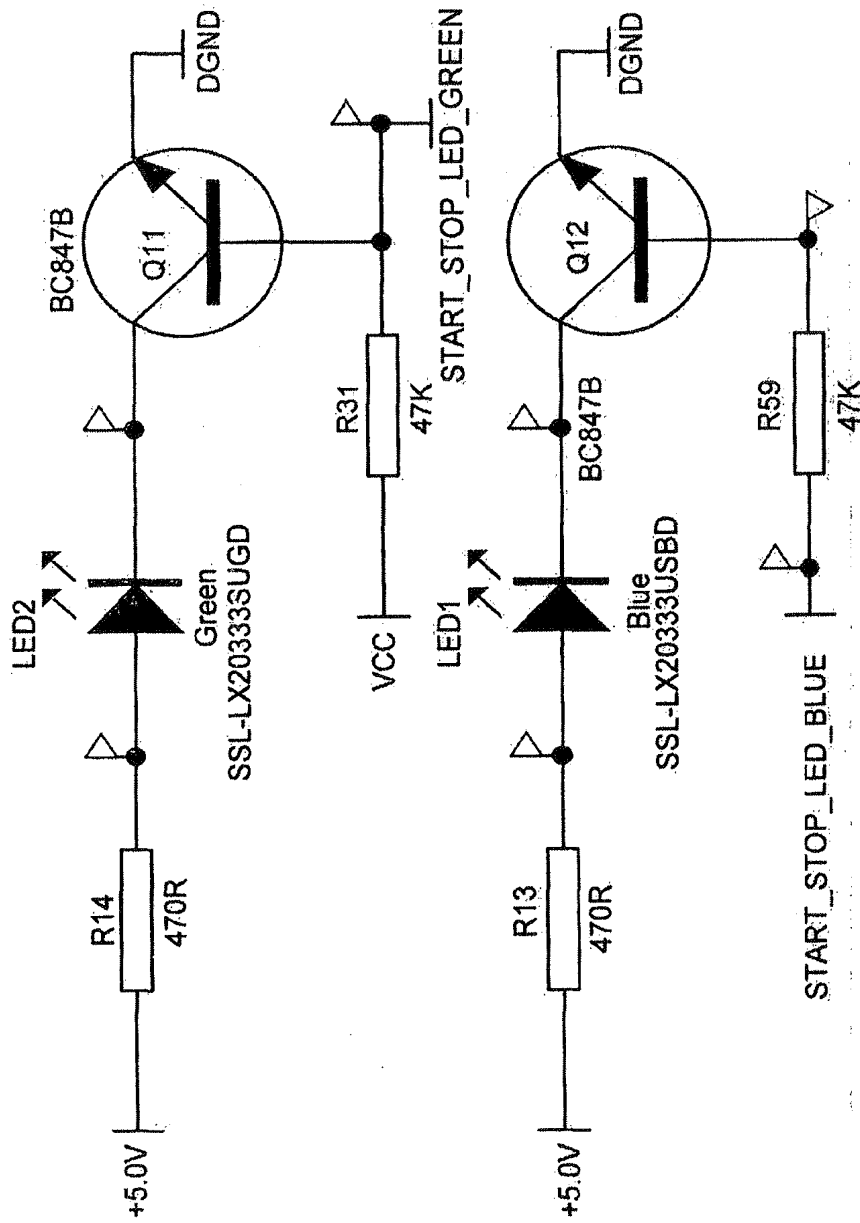 +5.0V
R14
470R
LED2
Green
SSL-LX20333SUGD
BC847B
Q11
DGND
VCC
R31
47K
START_STOP_LED_GREEN
+5.0V
R13
470R
LED1
Blue
SSL-LX20333USBD
BC847B
Q12
DGND
START_STOP_LED_BLUE
R59
47K